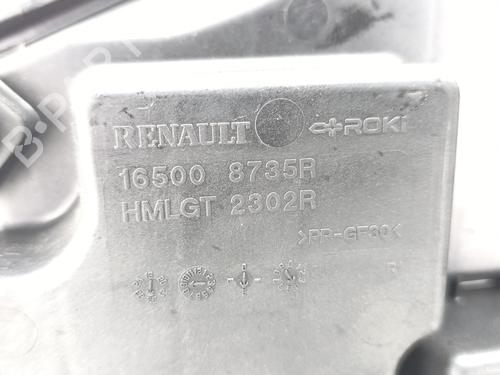 RENAULT ROKI
16500 8735R
HMLGT 2302R
>PP-GF30<
B-PARTS